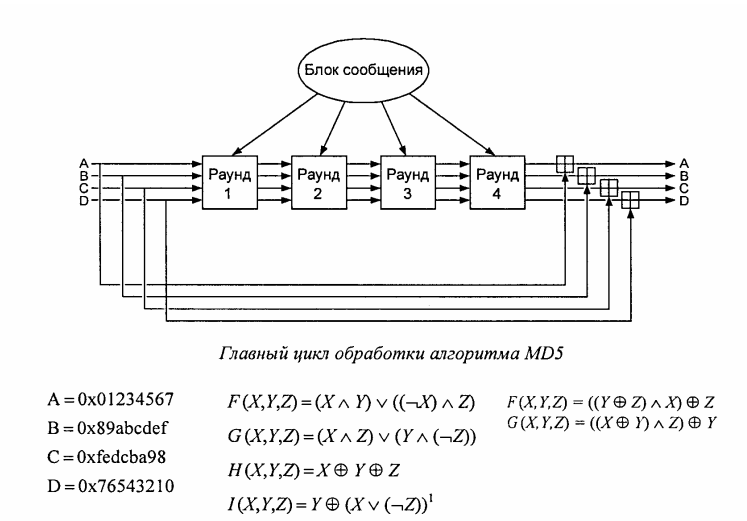 Блок сообщения
A
B
C
D
Раунд
1
Раунд
2
Раунд
3
Раунд
4
A
B
C
D
Главный цикл обработки алгоритма MD5
A = 0x01234567
B = 0x89abcdef
C = 0xfedcba98
D = 0x76543210
F(X,Y,Z) = (X ∧ Y) ∨ ((¬X) ∧ Z)
G(X,Y,Z) = (X ∧ Z) ∨ (Y ∧ (¬Z))
H(X,Y,Z) = X ⊕ Y ⊕ Z
I(X,Y,Z) = Y ⊕ (X ∨ (¬Z))¹
F(X,Y,Z) = ((Y ⊕ Z) ∧ X) ⊕ Z
G(X,Y,Z) = ((X ⊕ Y) ∧ Z) ⊕ Y